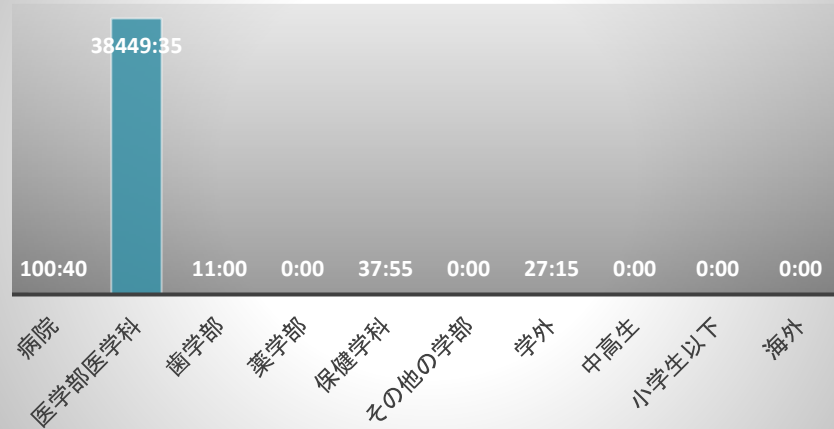 38449:35
100:40
11:00
0:00
37:55
0:00
27:15
0:00
0:00
0:00
病院
医学部医学科
歯学部
薬学部
保健学科
その他の学部
学外
中高生
小学生以下
海外